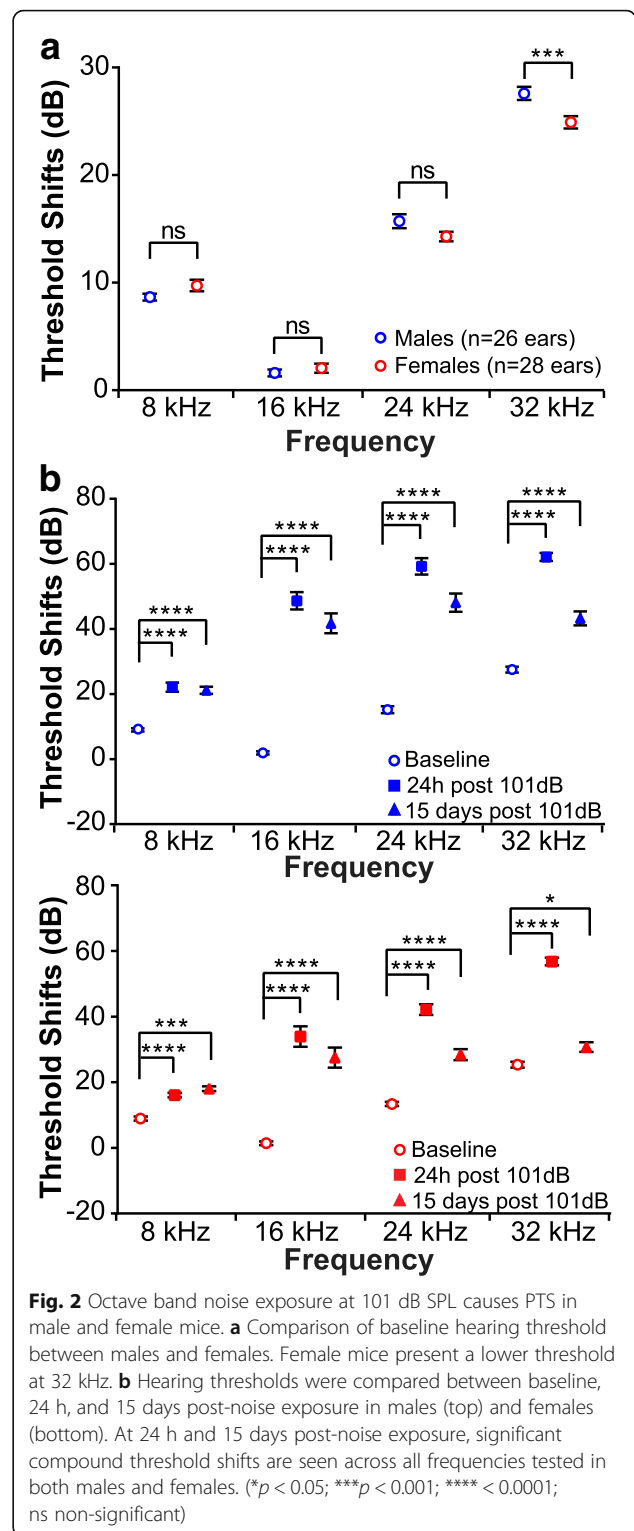 a
Threshold Shifts (dB)
30
20
10
0
ns
ns
ns
***
Males (n=26 ears)
Females (n=28 ears)
8 kHz 16 kHz 24 kHz 32 kHz
Frequency
b
Threshold Shifts (dB)
80
60
40
20
0
-20
****
****
****
****
****
****
****
****
Baseline
24h post 101dB
15 days post 101dB
8 kHz 16 kHz 24 kHz 32 kHz
Frequency
Threshold Shifts (dB)
80
60
40
20
0
-20
***
****
****
****
****
****
*
****
Baseline
24h post 101dB
15 days post 101dB
8 kHz 16 kHz 24 kHz 32 kHz
Frequency
Fig. 2 Octave band noise exposure at 101 dB SPL causes PTS in
male and female mice. a Comparison of baseline hearing threshold
between males and females. Female mice present a lower threshold
at 32 kHz. b Hearing thresholds were compared between baseline,
24 h, and 15 days post-noise exposure in males (top) and females
(bottom). At 24 h and 15 days post-noise exposure, significant
compound threshold shifts are seen across all frequencies tested in
both males and females. (*p < 0.05; ***p < 0.001; **** < 0.0001;
ns non-significant)